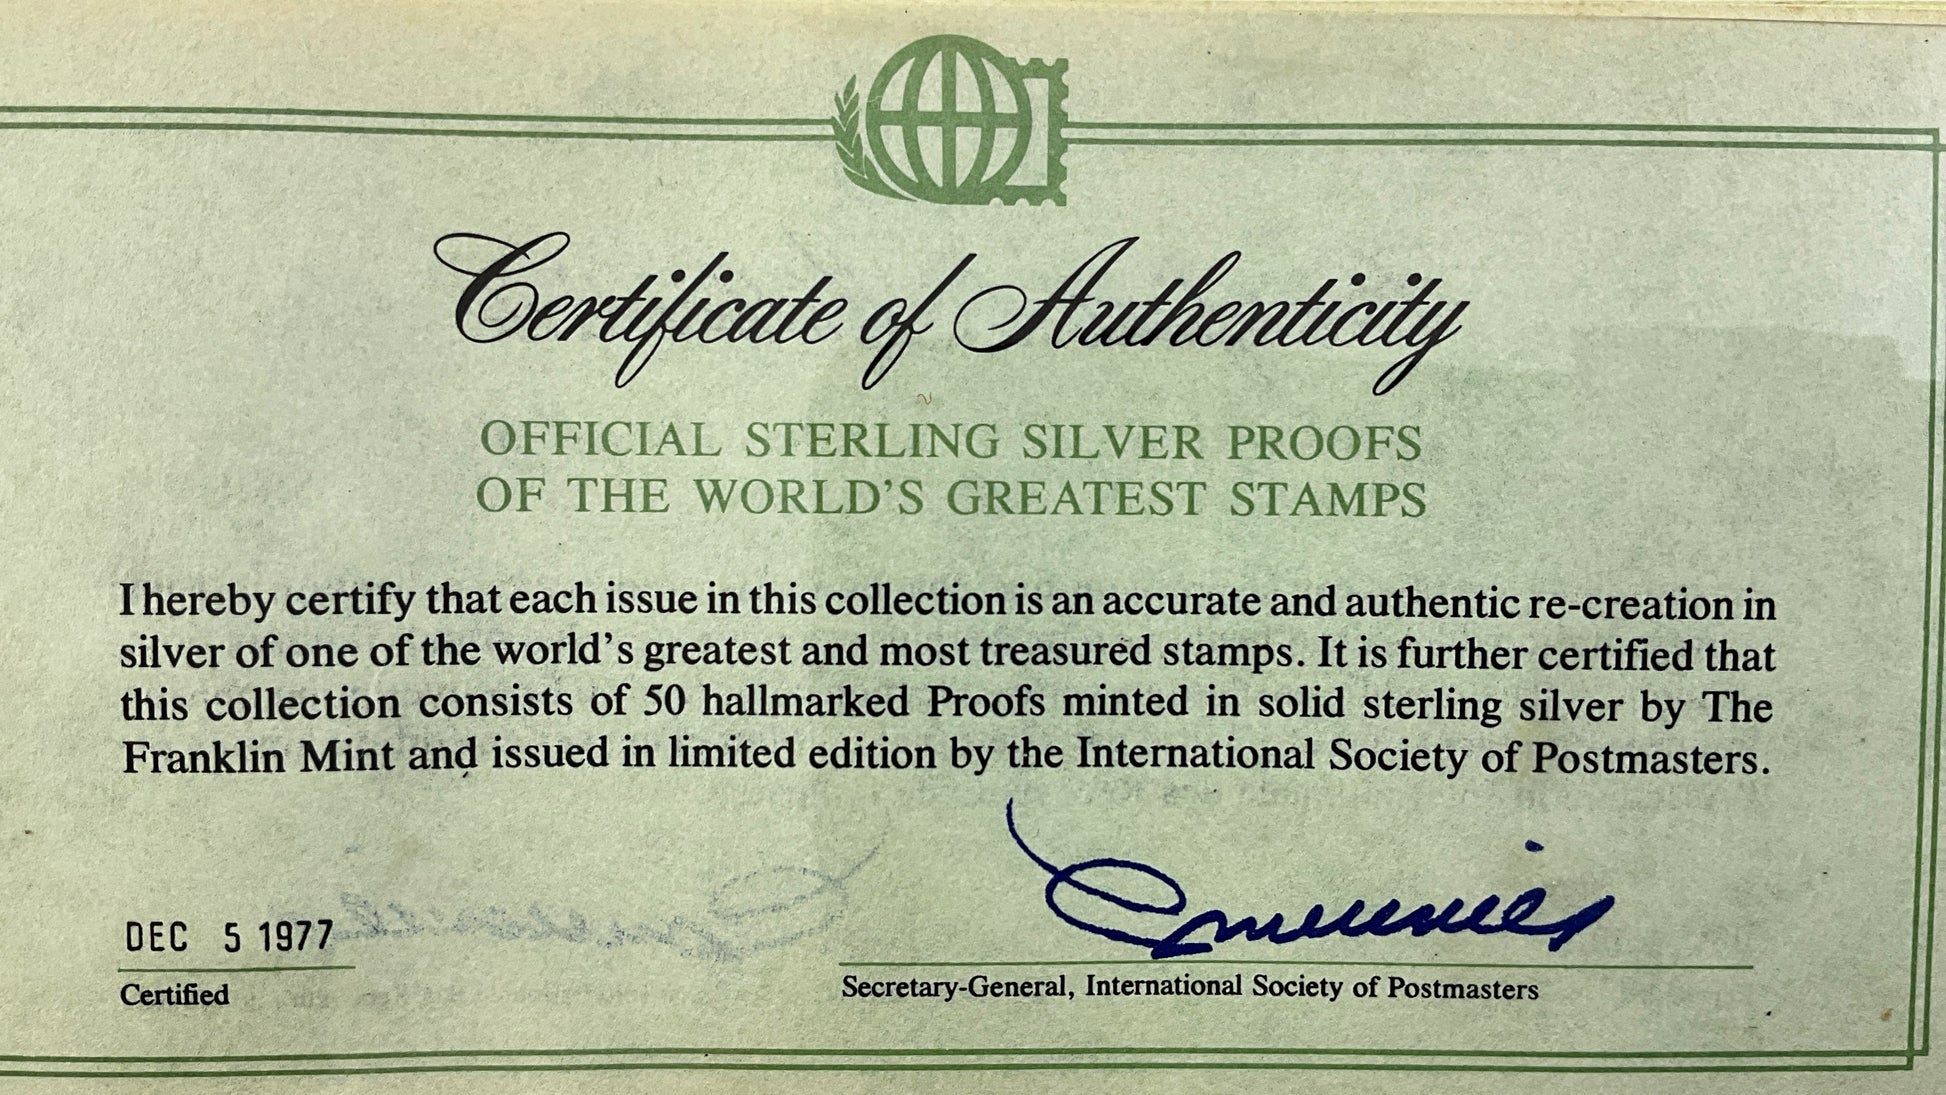 Certificate of Authenticity
OFFICIAL STERLING SILVER PROOFS
OF THE WORLD'S GREATEST STAMPS
I hereby certify that each issue in this collection is an accurate and authentic re-creation in
silver of one of the world's greatest and most treasured stamps. It is further certified that
this collection consists of 50 hallmarked Proofs minted in solid sterling silver by The
Franklin Mint and issued in limited edition by the International Society of Postmasters.
DEC 5 1977
Certified
Secretary-General, International Society of Postmasters